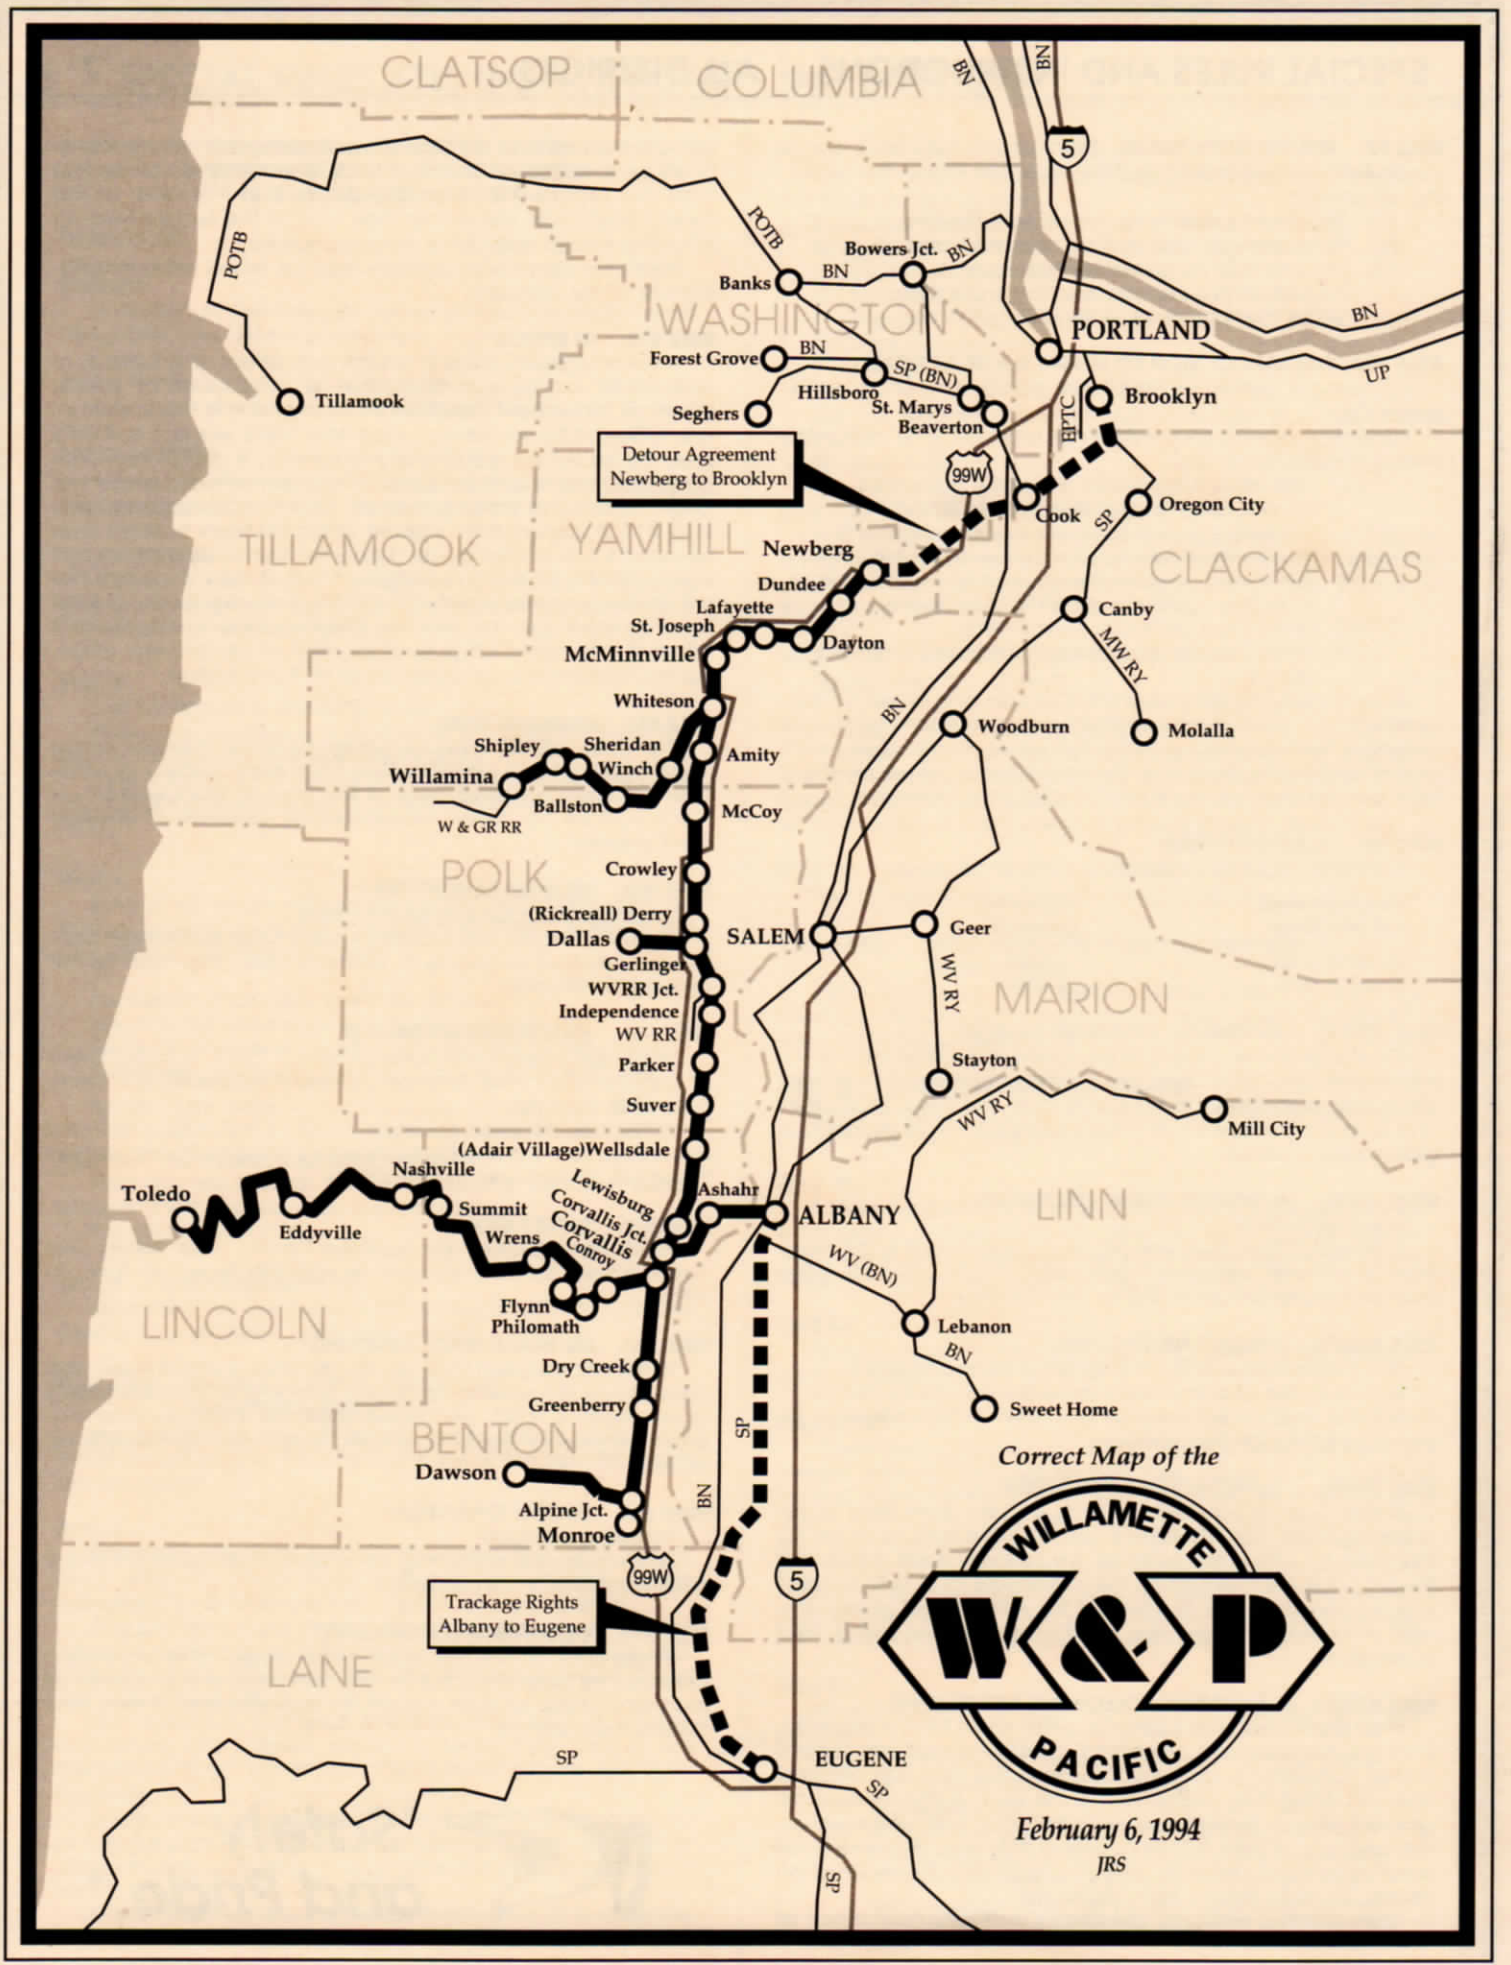 CLATSOP
COLUMBIA
BN
BN
5
POTB
POTB
Bowers Jct.
BN
Banks
BN
WASHINGTON
BN
PORTLAND
UP
Forest Grove
BN
SP (BN)
Hillsboro
St. Marys
Beaverton
Seghers
Tillamook
EPTC
Brooklyn
Detour Agreement
Newberg to Brooklyn
99W
Cook
SP
Oregon City
TILLAMOOK
YAMHILL
CLACKAMAS
Newberg
Dundee
Lafayette
St. Joseph
Dayton
McMinnville
Canby
MW RY
Whiteson
BN
Woodburn
Molalla
Shipley
Sheridan
Winch
Amity
Willamina
Ballston
McCoy
W & GR RR
POLK
Crowley
(Rickreall) Derry
Dallas
SALEM
Geer
Gerlinger
WVRR Jct.
Independence
WV RR
WV RY
MARION
Parker
Stayton
Suver
WV RY
Mill City
(Adair Village)Wellsdale
Nashville
Toledo
Eddyville
Summit
Lewisburg
Corvallis Jct.
Corvallis
Conroy
Ashahr
ALBANY
LINN
Wrens
WV (BN)
Flynn
Philomath
LINCOLN
Lebanon
BN
Dry Creek
Greenberry
Sweet Home
BENTON
SP
Dawson
BN
Alpine Jct.
Monroe
99W
5
Trackage Rights
Albany to Eugene
LANE
SP
EUGENE
SP
SP
Correct Map of the
WILLAMETTE
W & P
PACIFIC
February 6, 1994
JRS